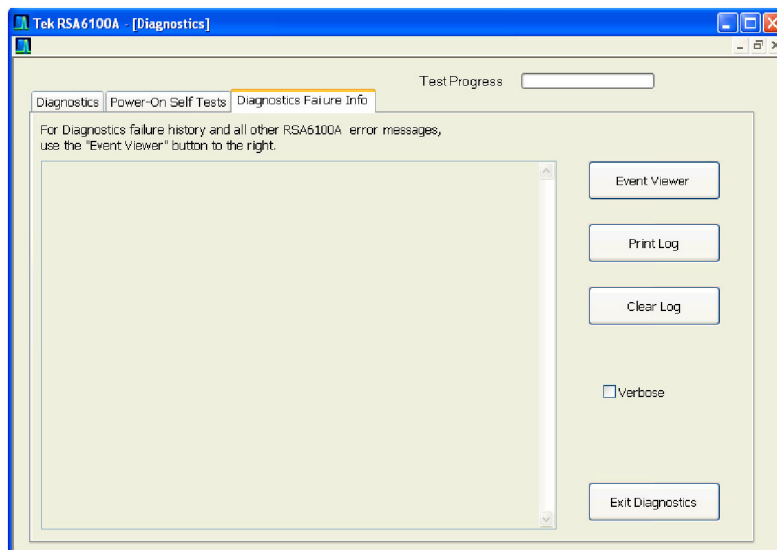 Tek RSA6100A - [Diagnostics]
Test Progress
Diagnostics Power-On Self Tests Diagnostics Failure Info
For Diagnostics failure history and all other RSA6100A error messages,
use the "Event Viewer" button to the right.
Event Viewer
Print Log
Clear Log
Verbose
Exit Diagnostics